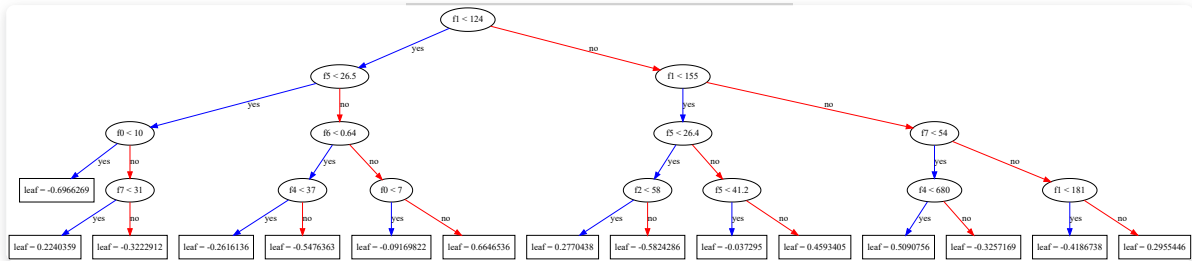 f1 < 124
yes
no
f5 < 26.5
f1 < 155
yes
no
yes
no
f0 < 10
f6 < 0.64
f5 < 26.4
f7 < 54
yes
no
yes
no
yes
no
yes
no
leaf = -0.6966269
f7 < 31
f4 < 37
f0 < 7
f2 < 58
f5 < 41.2
f4 < 680
f1 < 181
yes
no
yes
no
yes
no
yes
no
yes
no
yes
no
yes
no
leaf = 0.2240359
leaf = -0.3222912
leaf = -0.2616136
leaf = -0.5476363
leaf = -0.09169822
leaf = 0.6646536
leaf = 0.2770438
leaf = -0.5824286
leaf = -0.037295
leaf = 0.4593405
leaf = 0.5090756
leaf = -0.3257169
leaf = -0.4186738
leaf = 0.2955446